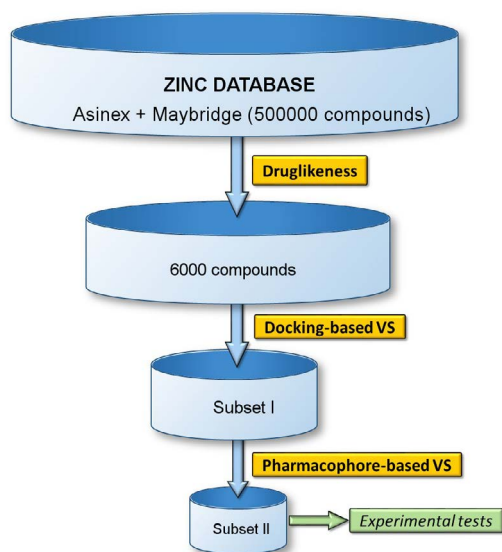 ZINC DATABASE
Asinex + Maybridge (500000 compounds)
Druglikeness
6000 compounds
Docking-based VS
Subset I
Pharmacophore-based VS
Subset II
Experimental tests